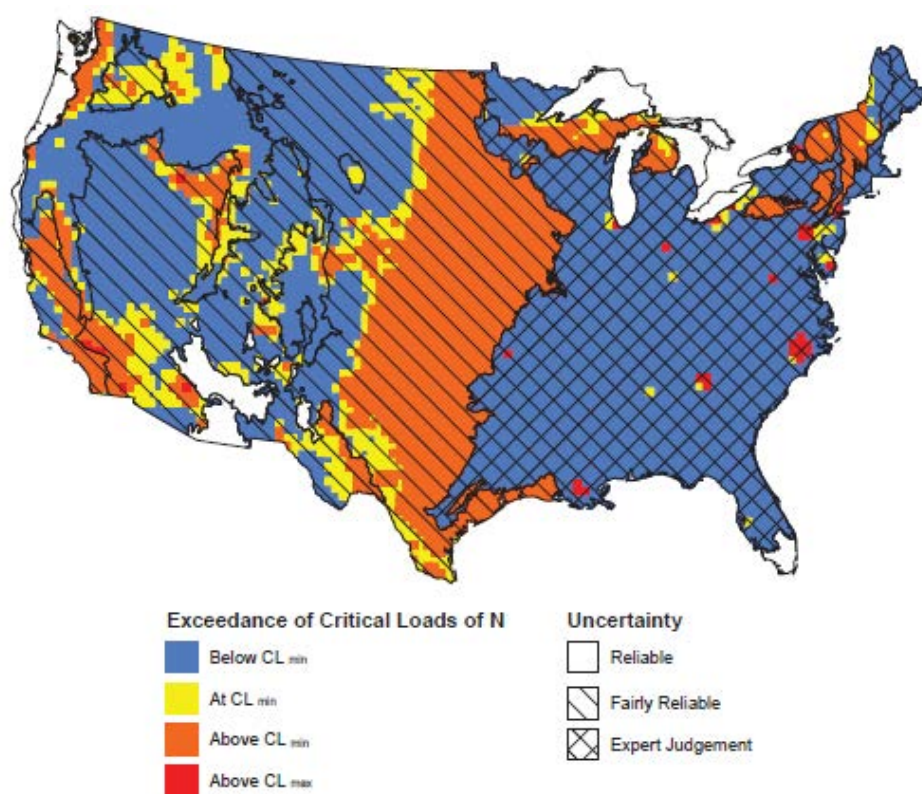 Exceedance of Critical Loads of N
Below CL min
At CL min
Above CL min
Above CL max
Uncertainty
Reliable
Fairly Reliable
Expert Judgement